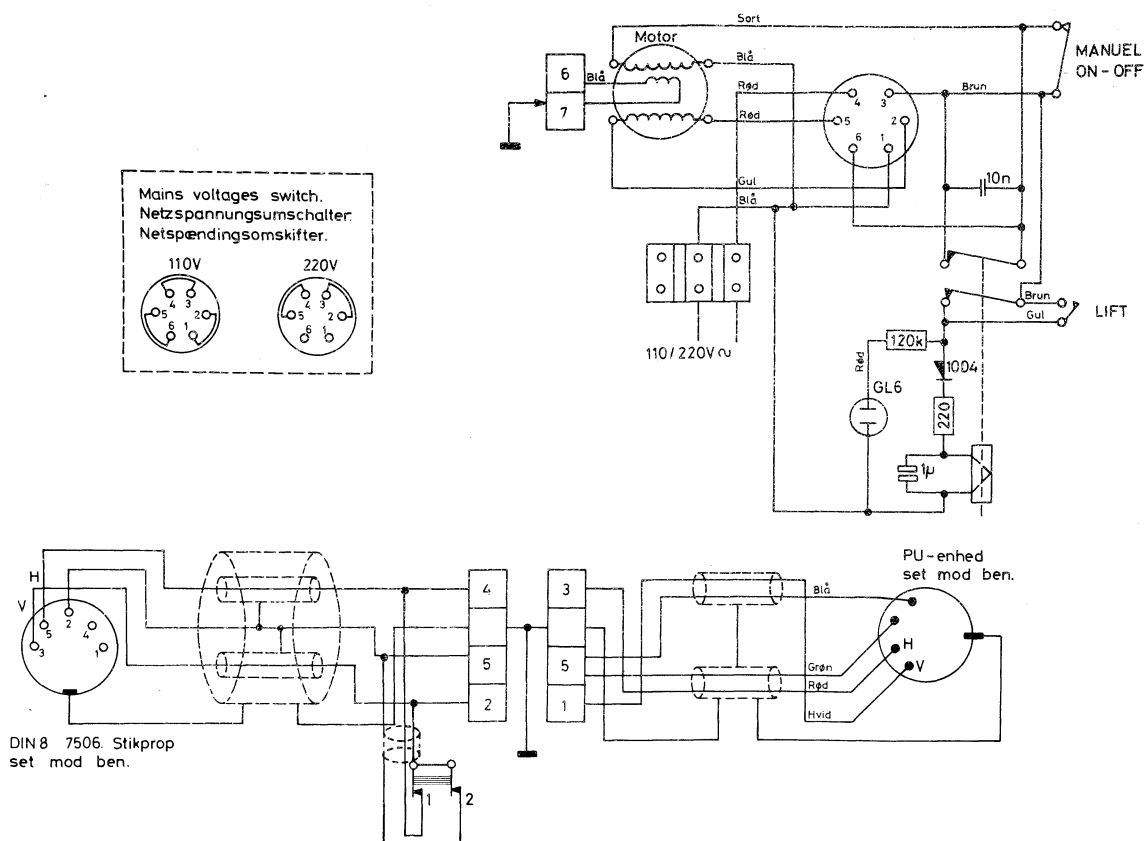 Sort
Motor
MANUEL
ON-OFF
6
Blå
Blå
7
Rød
4
3
Brun
Rød
5
2
6
1
10n
Gul
Blå
Mains voltages switch.
Netzspannungsumschalter.
Netspændingsomskifter.
110V
220V
4
3
5
2
6
1
4
3
5
2
6
1
Brun
LIFT
Gul
110/220V ~
120k
Rød
1004
GL6
220
1µ
PU-enhed
set mod ben.
H
V
5
2
4
3
1
4
5
2
3
5
1
Blå
Grøn
H
Rød
V
Hvid
DIN 8 7506. Stikprop
set mod ben.
1
2